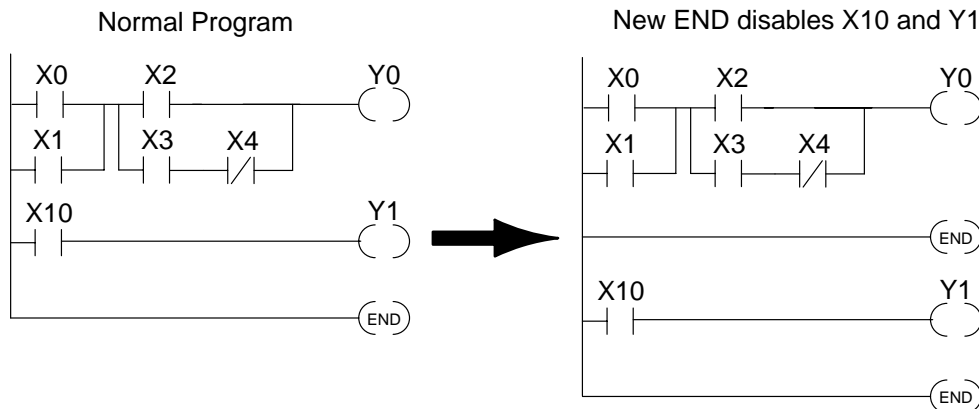 Normal Program
X0 X2 Y0
X1 X3 X4
X10 Y1
END
New END disables X10 and Y1
X0 X2 Y0
X1 X3 X4
END
X10 Y1
END